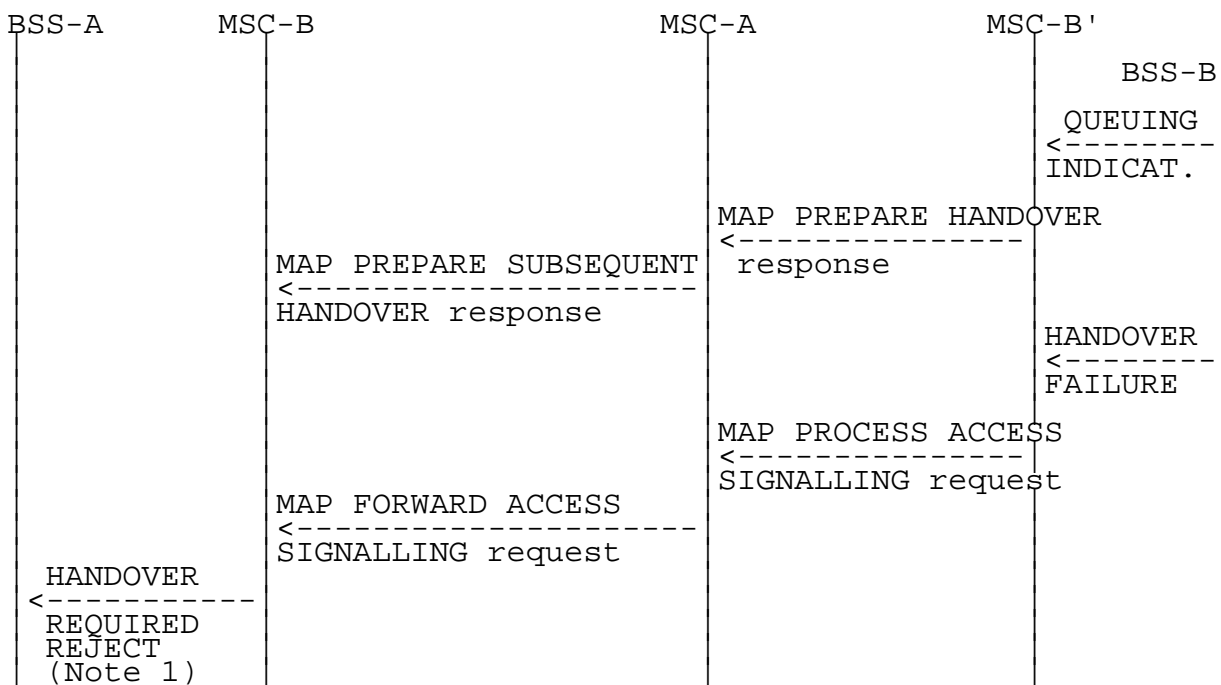 BSS-A MSC-B MSC-A MSC-B'
BSS-B
QUEUING
<--------
INDICAT.
MAP PREPARE HANDOVER
<---------------
response
MAP PREPARE SUBSEQUENT
<---------------------
HANDOVER response
HANDOVER
<--------
FAILURE
MAP PROCESS ACCESS
<---------------
SIGNALLING request
MAP FORWARD ACCESS
<---------------------
SIGNALLING request
HANDOVER
<-----------
REQUIRED
REJECT
(Note 1)